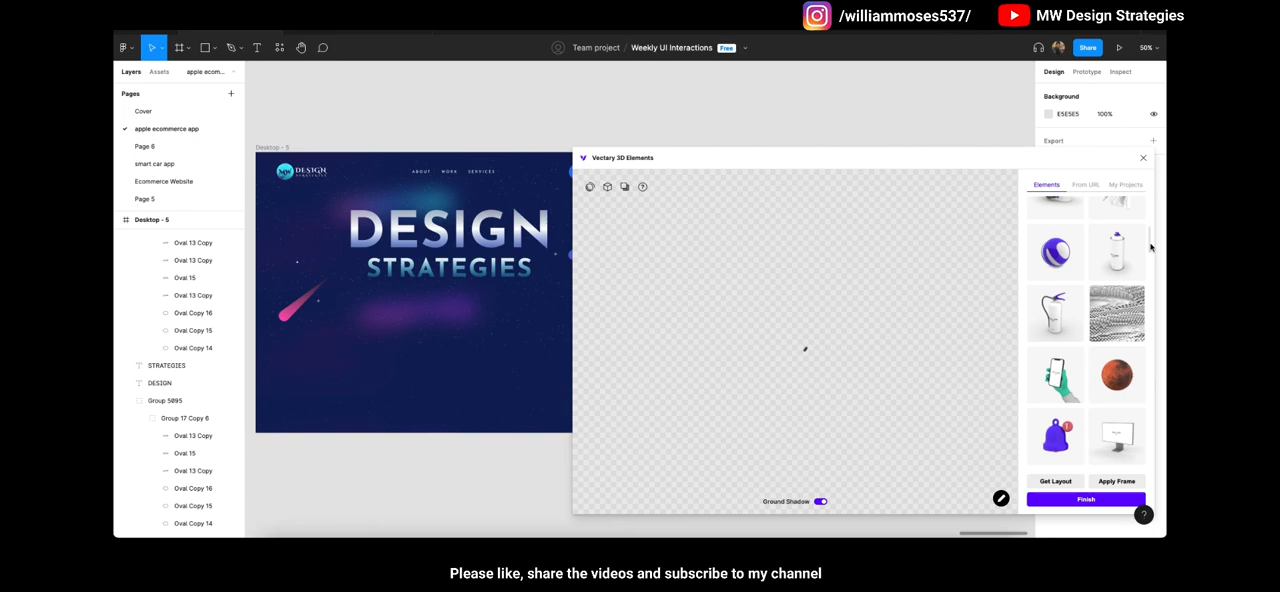 /williammoses537/ MW Design Strategies
Team project / Weekly UI Interactions Free
Share 50%
Layers Assets apple ecom...
Pages
Cover
apple ecommerce app
Page 6
smart car app
Ecommerce Website
Page 5
Desktop - 5
Oval 13 Copy
Oval 13 Copy
Oval 15
Oval 13 Copy
Oval Copy 16
Oval Copy 15
Oval Copy 14
STRATEGIES
DESIGN
Group 5095
Group 17 Copy 6
Oval 13 Copy
Oval 15
Oval 13 Copy
Oval Copy 16
Oval Copy 15
Oval Copy 14
Desktop - 5
MW DESIGN
STRATEGIES
ABOUT WORK SERVICES
DESIGN
STRATEGIES
Vectary 3D Elements
Ground Shadow
Elements From URL My Projects
Get Layout Apply Frame
Finish
?
Design Prototype Inspect
Background
E5E5E5 100%
Export
Please like, share the videos and subscribe to my channel